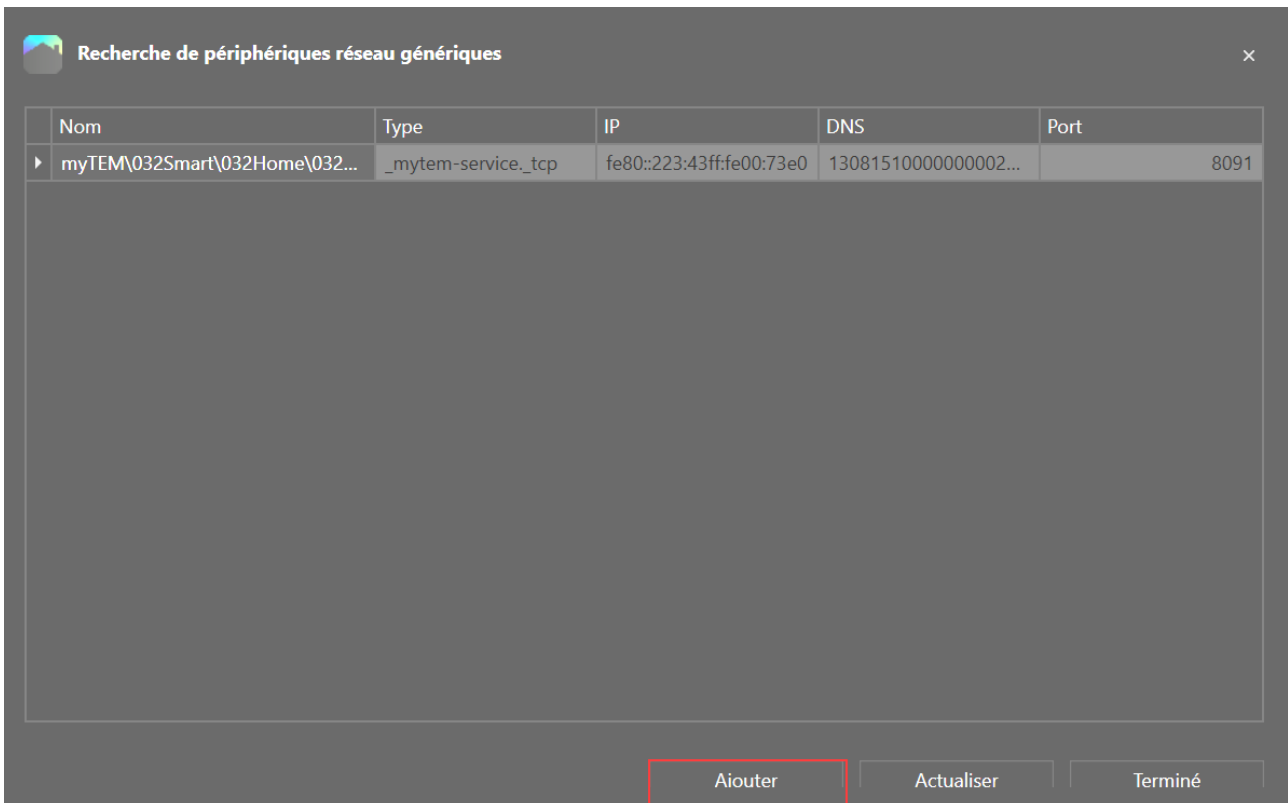 Recherche de périphériques réseau génériques
Nom Type IP DNS Port
myTEM\032Smart\032Home\032... _mytem-service._tcp fe80::223:43ff:fe00:73e0 13081510000000002... 8091
Ajouter Actualiser Terminé